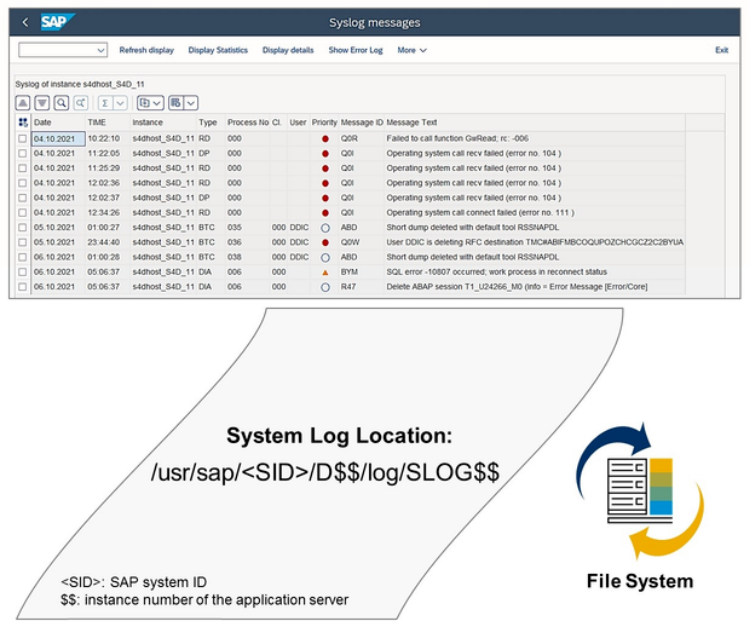 SAP Syslog messages
Refresh display Display Statistics Display details Show Error Log More Exit
Syslog of instance s4dhost_S4D_11
Date TIME Instance Type Process No Cl. User Priority Message ID Message Text
04.10.2021 10:22:10 s4dhost_S4D_11 RD 000 Q0R Failed to call function GwRead; rc: -006
04.10.2021 11:22:05 s4dhost_S4D_11 DP 000 Q0I Operating system call recv failed (error no. 104 )
04.10.2021 11:25:29 s4dhost_S4D_11 RD 000 Q0I Operating system call recv failed (error no. 104 )
04.10.2021 12:02:36 s4dhost_S4D_11 RD 000 Q0I Operating system call recv failed (error no. 104 )
04.10.2021 12:02:37 s4dhost_S4D_11 DP 000 Q0I Operating system call recv failed (error no. 104 )
04.10.2021 12:34:26 s4dhost_S4D_11 RD 000 Q0I Operating system call connect failed (error no. 111 )
05.10.2021 01:00:27 s4dhost_S4D_11 BTC 035 000 DDIC ABD Short dump deleted with default tool RSSNAPDL
05.10.2021 23:44:40 s4dhost_S4D_11 BTC 036 000 DDIC Q0W User DDIC is deleting RFC destination
06.10.2021 01:00:28 s4dhost_S4D_11 BTC 038 000 DDIC ABD Short dump deleted with default tool RSSNAPDL
06.10.2021 05:06:37 s4dhost_S4D_11 DIA 006 000 BYM SQL error -10807 occurred; work process in reconnect status
06.10.2021 05:06:37 s4dhost_S4D_11 DIA 006 000 R47 Delete ABAP session T1_U24266_M0 (info = Error Message [Error/Core]
System Log Location:
/usr/sap/<SID>/D$$/log/SLOG$$
<SID>: SAP system ID
$$: instance number of the application server
File System